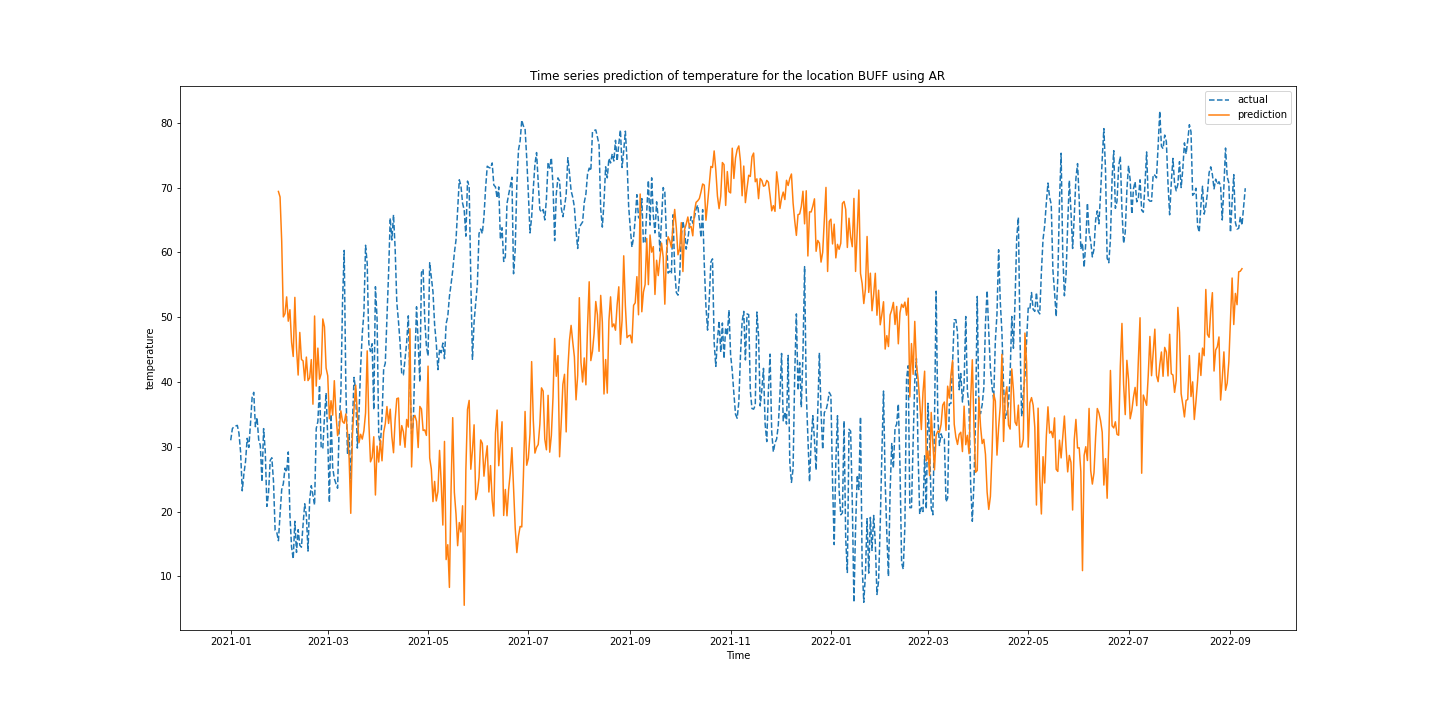 Time series prediction of temperature for the location BUFF using AR
actual
prediction
temperature
80
70
60
50
40
30
20
10
2021-01 2021-03 2021-05 2021-07 2021-09 2021-11 2022-01 2022-03 2022-05 2022-07 2022-09
Time